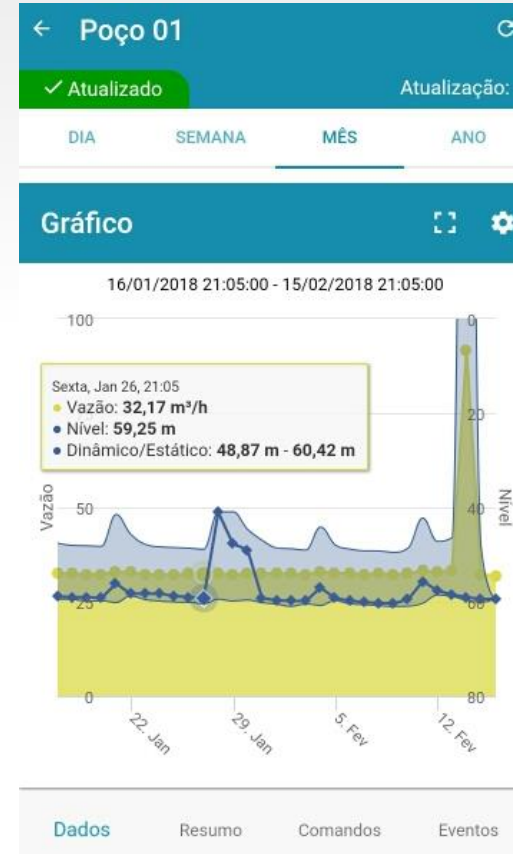 Poço 01
Atualizado
Atualização:
DIA SEMANA MÊS ANO
Gráfico
16/01/2018 21:05:00 - 15/02/2018 21:05:00
100 0
Sexta, Jan 26, 21:05
Vazão: 32,17 m³/h
Nível: 59,25 m
Dinâmico/Estático: 48,87 m - 60,42 m
20
Vazão
50 40
Nível
25 60
0 80
22. Jan 29. Jan 5. Fev 12. Fev
Dados Resumo Comandos Eventos